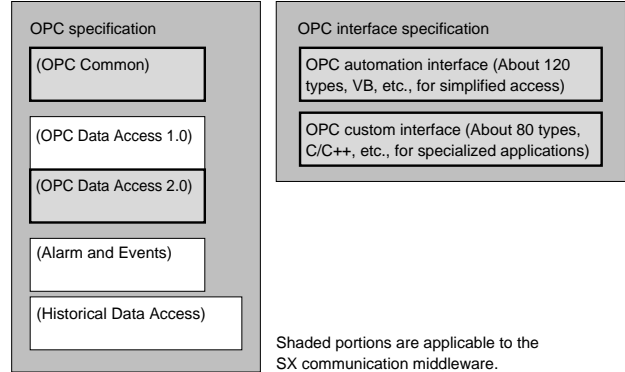 OPC specification
(OPC Common)
(OPC Data Access 1.0)
(OPC Data Access 2.0)
(Alarm and Events)
(Historical Data Access)
OPC interface specification
OPC automation interface (About 120
types, VB, etc., for simplified access)
OPC custom interface (About 80 types,
C/C++, etc., for specialized applications)
Shaded portions are applicable to the
SX communication middleware.